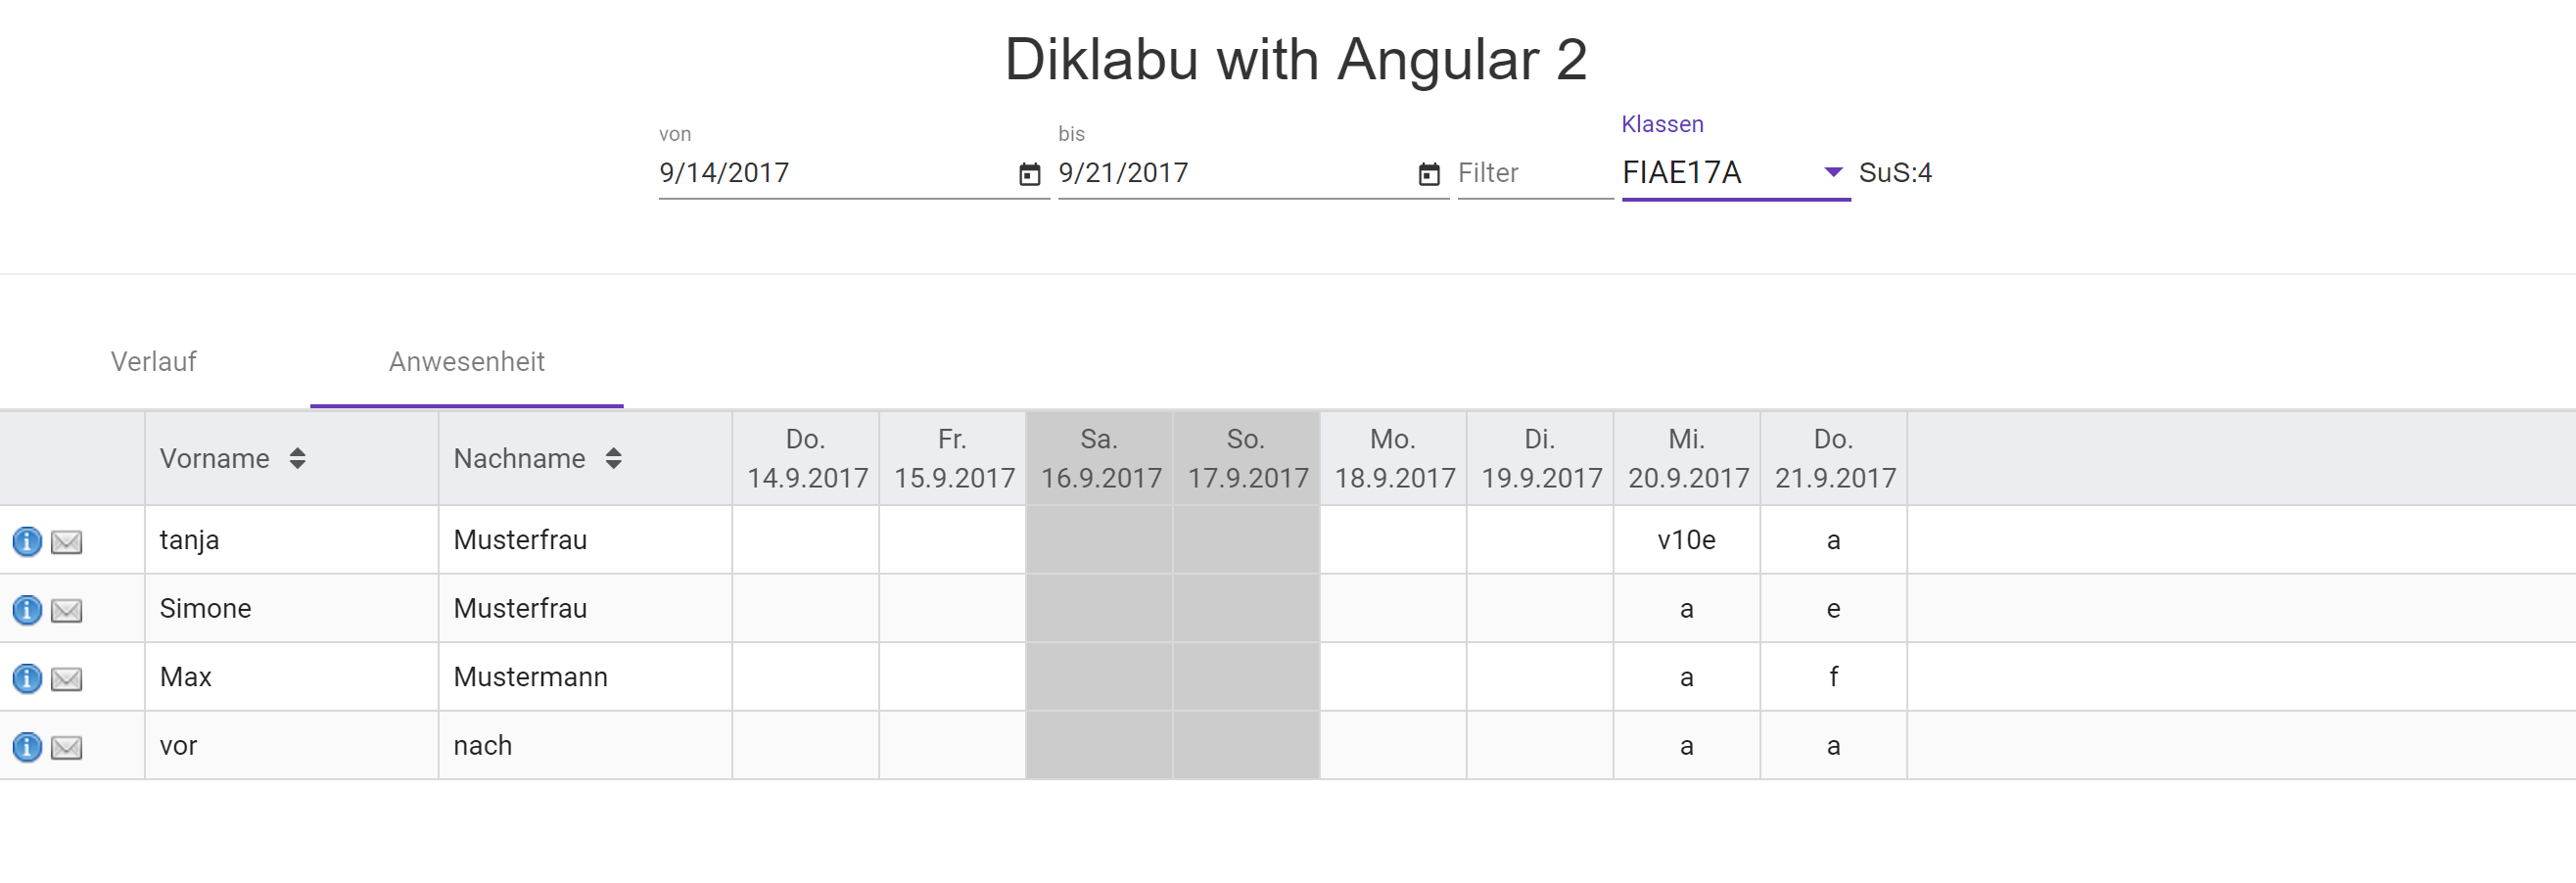 Diklabu with Angular 2
von bis Klassen
9/14/2017 9/21/2017 Filter FIAE17A SuS:4
Verlauf Anwesenheit
Vorname Nachname Do. 14.9.2017 Fr. 15.9.2017 Sa. 16.9.2017 So. 17.9.2017 Mo. 18.9.2017 Di. 19.9.2017 Mi. 20.9.2017 Do. 21.9.2017
tanja Musterfrau v10e a
Simone Musterfrau a e
Max Mustermann a f
vor nach a a